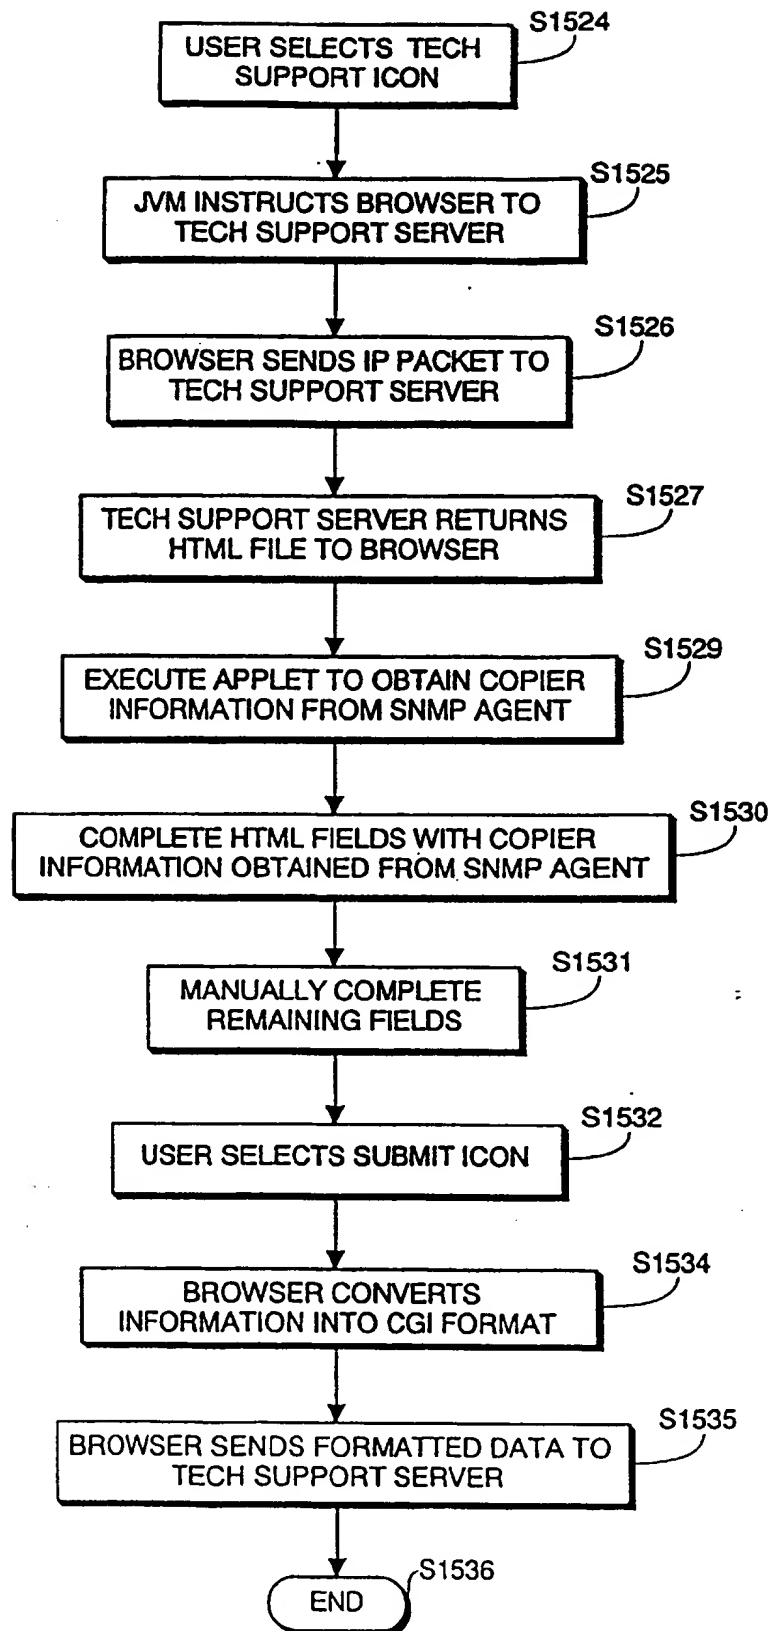 S1524
USER SELECTS TECH
SUPPORT ICON
S1525
JVM INSTRUCTS BROWSER TO
TECH SUPPORT SERVER
S1526
BROWSER SENDS IP PACKET TO
TECH SUPPORT SERVER
S1527
TECH SUPPORT SERVER RETURNS
HTML FILE TO BROWSER
S1529
EXECUTE APPLET TO OBTAIN COPIER
INFORMATION FROM SNMP AGENT
S1530
COMPLETE HTML FIELDS WITH COPIER
INFORMATION OBTAINED FROM SNMP AGENT
S1531
MANUALLY COMPLETE
REMAINING FIELDS
S1532
USER SELECTS SUBMIT ICON
S1534
BROWSER CONVERTS
INFORMATION INTO CGI FORMAT
S1535
BROWSER SENDS FORMATTED DATA TO
TECH SUPPORT SERVER
S1536
END